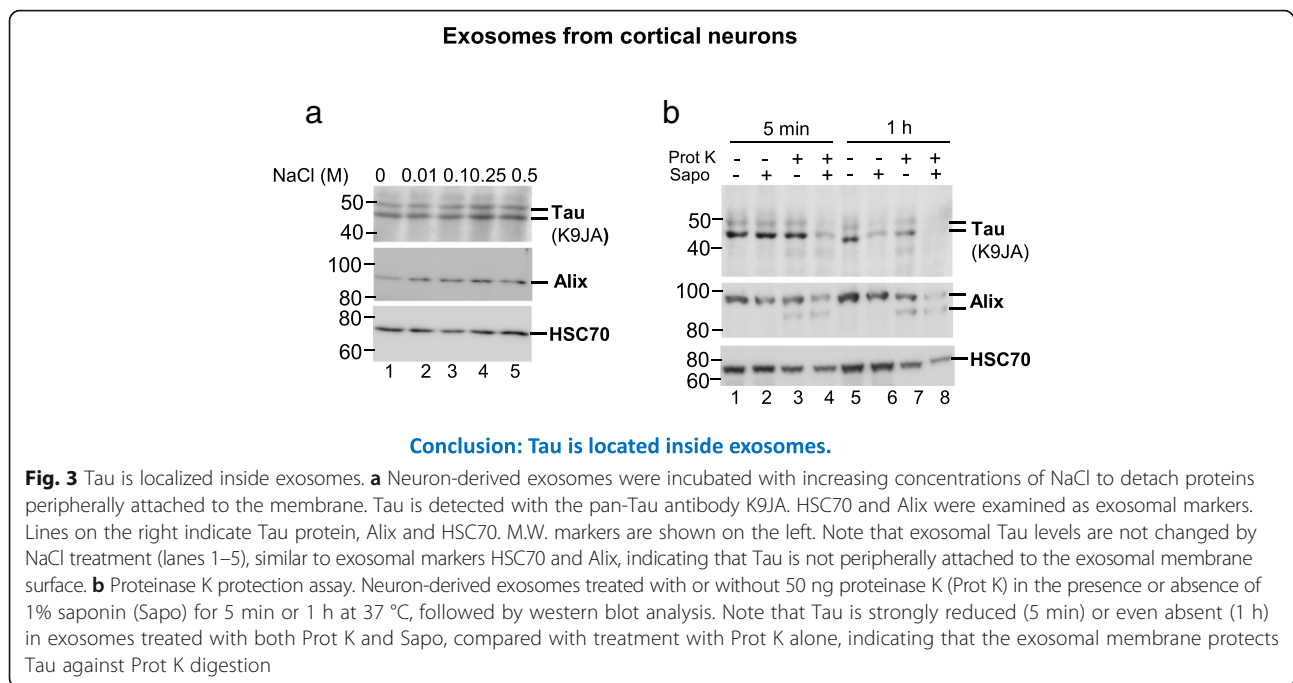 Exosomes from cortical neurons
a
NaCl (M) 0 0.01 0.10.25 0.5
50
40
Tau
(K9JA)
100
80
Alix
80
60
HSC70
1 2 3 4 5
b
5 min 1 h
Prot K - - + + - - + +
Sapo - + - + - + - +
50
40
Tau
(K9JA)
100
80
Alix
80
60
HSC70
1 2 3 4 5 6 7 8
Conclusion: Tau is located inside exosomes.
Fig. 3 Tau is localized inside exosomes. a Neuron-derived exosomes were incubated with increasing concentrations of NaCl to detach proteins
peripherally attached to the membrane. Tau is detected with the pan-Tau antibody K9JA. HSC70 and Alix were examined as exosomal markers.
Lines on the right indicate Tau protein, Alix and HSC70. M.W. markers are shown on the left. Note that exosomal Tau levels are not changed by
NaCl treatment (lanes 1–5), similar to exosomal markers HSC70 and Alix, indicating that Tau is not peripherally attached to the exosomal membrane
surface. b Proteinase K protection assay. Neuron-derived exosomes treated with or without 50 ng proteinase K (Prot K) in the presence or absence of
1% saponin (Sapo) for 5 min or 1 h at 37 °C, followed by western blot analysis. Note that Tau is strongly reduced (5 min) or even absent (1 h)
in exosomes treated with both Prot K and Sapo, compared with treatment with Prot K alone, indicating that the exosomal membrane protects
Tau against Prot K digestion